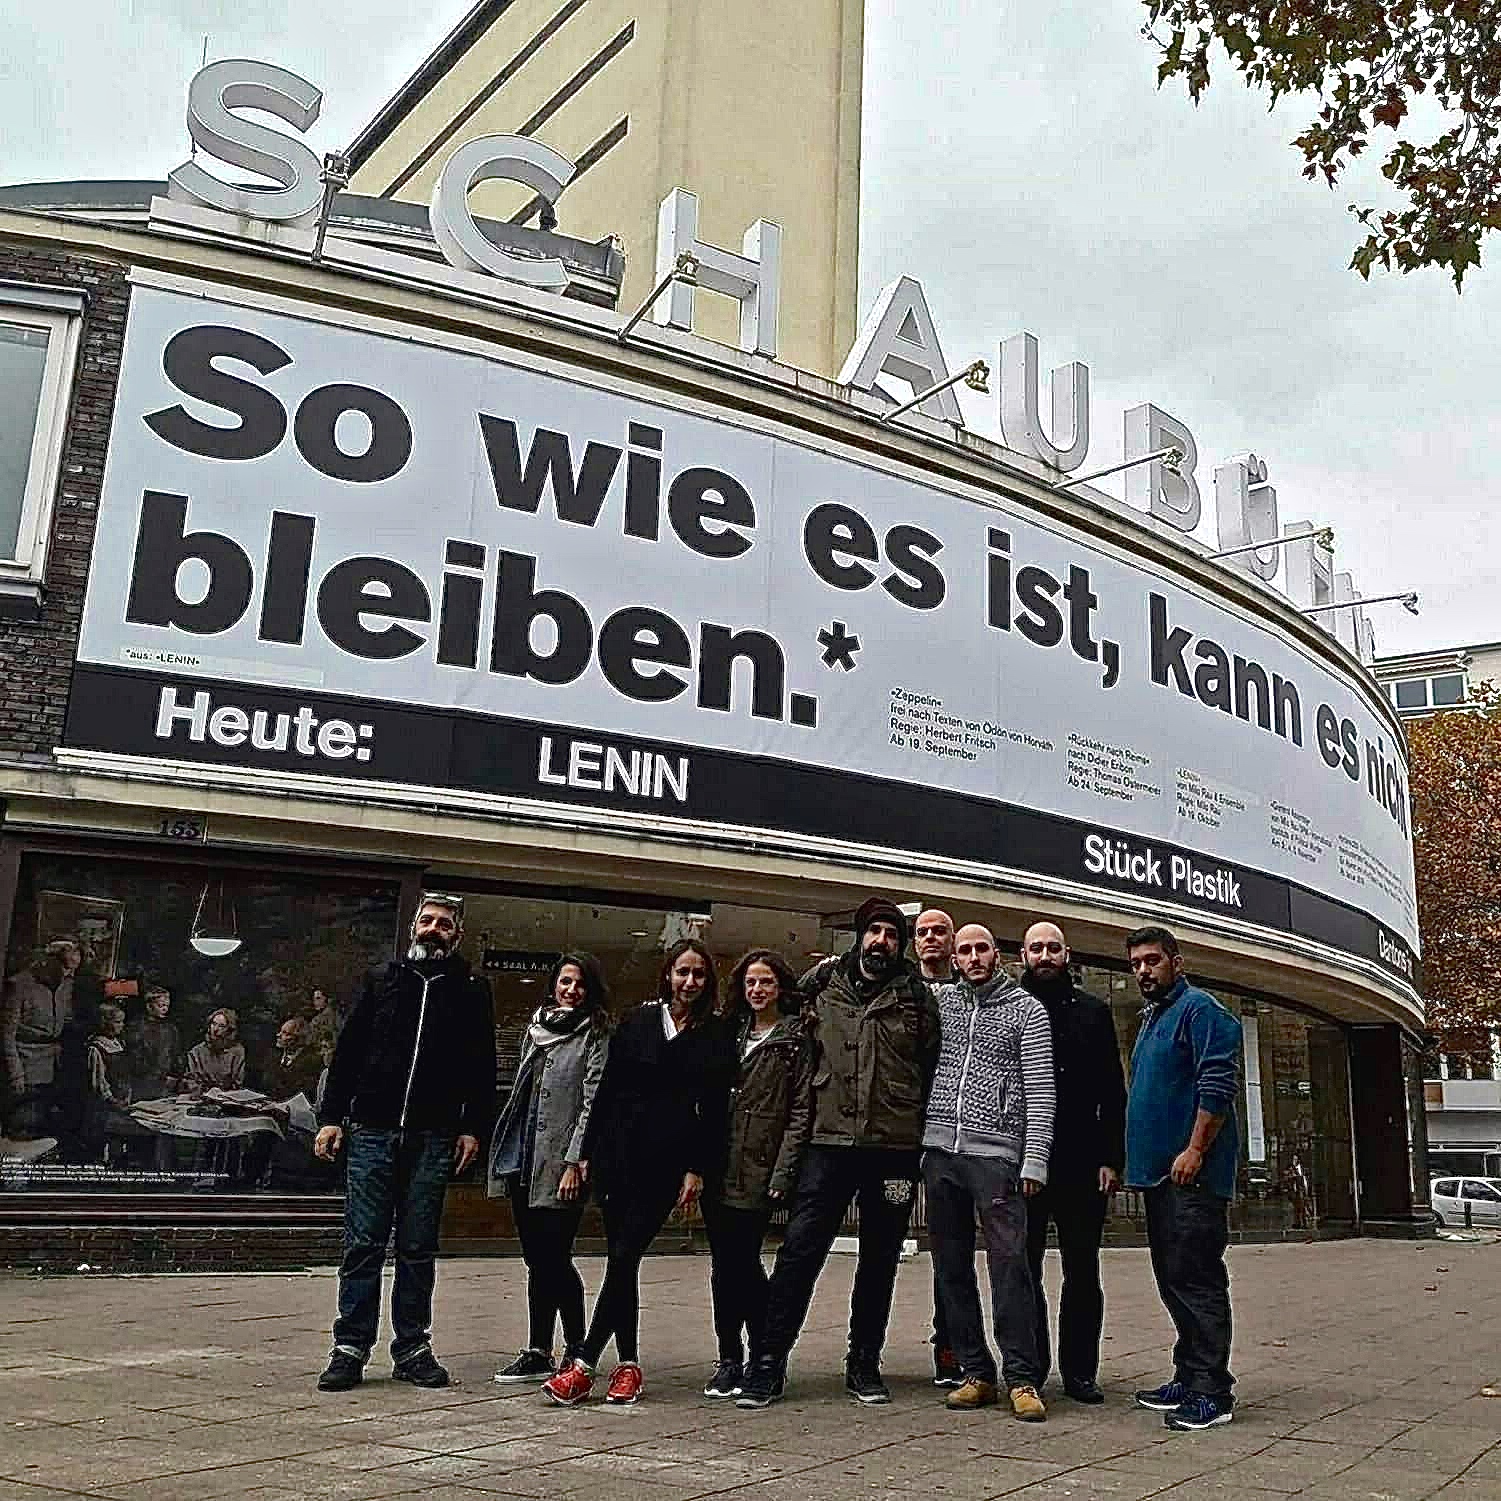 SCHAUBÜH
So wie es ist, kann es nicht
bleiben.*
*aus: »LENIN«
»Zeppelin«
frei nach Texten von Ödön von Horváth
Regie: Herbert Fritsch
Ab 19. September
»Rückkehr nach Reims«
nach Didier Eribon
Regie: Thomas Ostermeier
Ab 24. September
»LENIN«
von Milo Rau & Ensemble
Regie: Milo Rau
Ab 19. Oktober
Heute:
LENIN
Stück Plastik
153